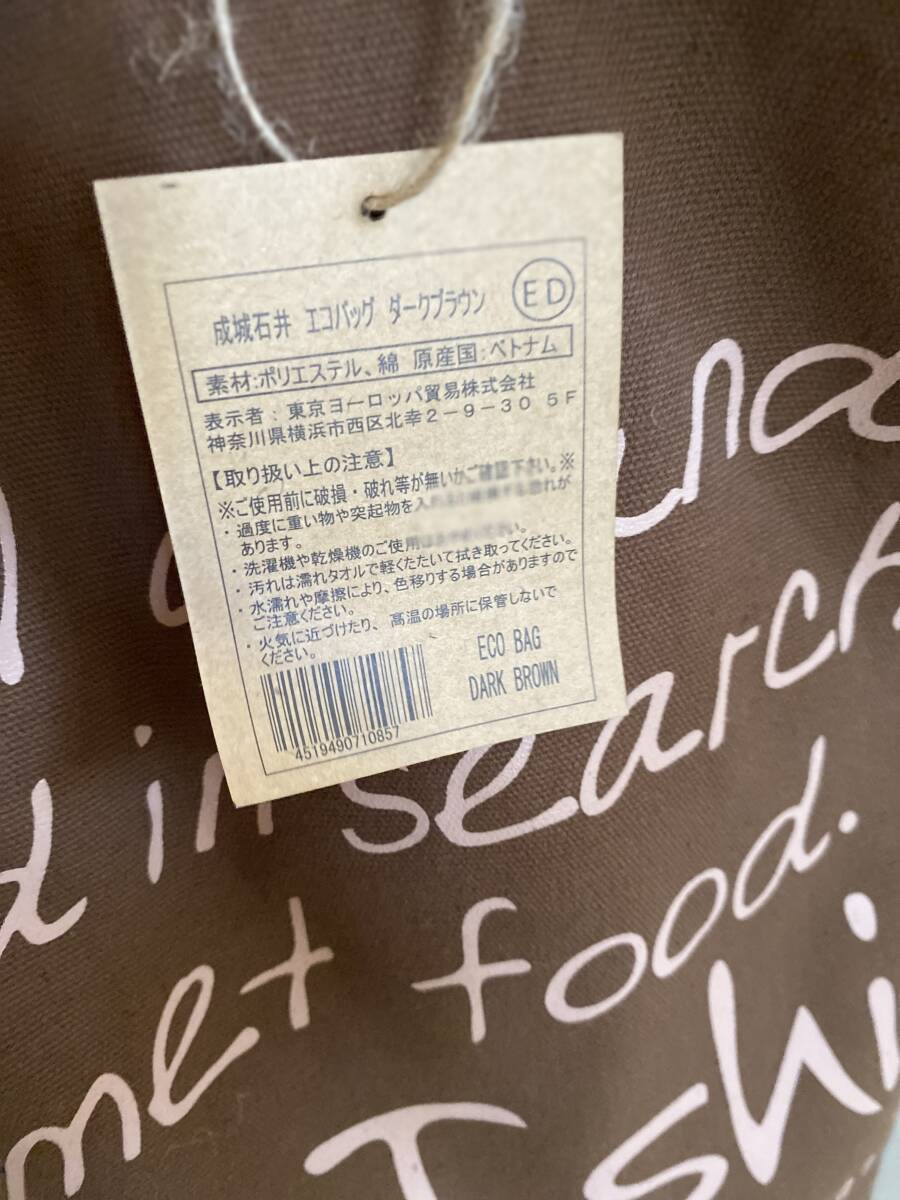 成城石井 エコバッグ ダークブラウン ED
素材:ポリエステル、綿 原産国:ベトナム
表示者:東京ヨーロッパ貿易株式会社
神奈川県横浜市西区北幸2-9-30 5F
【取り扱い上の注意】
※ご使用前に破損・破れ等が無いかご確認下さい。※
・過度に重い物や突起物を入れがあります。
・洗濯機や乾燥機のご使用
・汚れは濡れタオルで軽くたたいて拭き取ってください。
・水濡れや摩擦により、色移りする場合がありますので
ご注意ください。
・火気に近づけたり、高温の場所に保管しないで
ください。
ECO BAG
DARK BROWN
4519490710857
d in search
met food.
Ishi